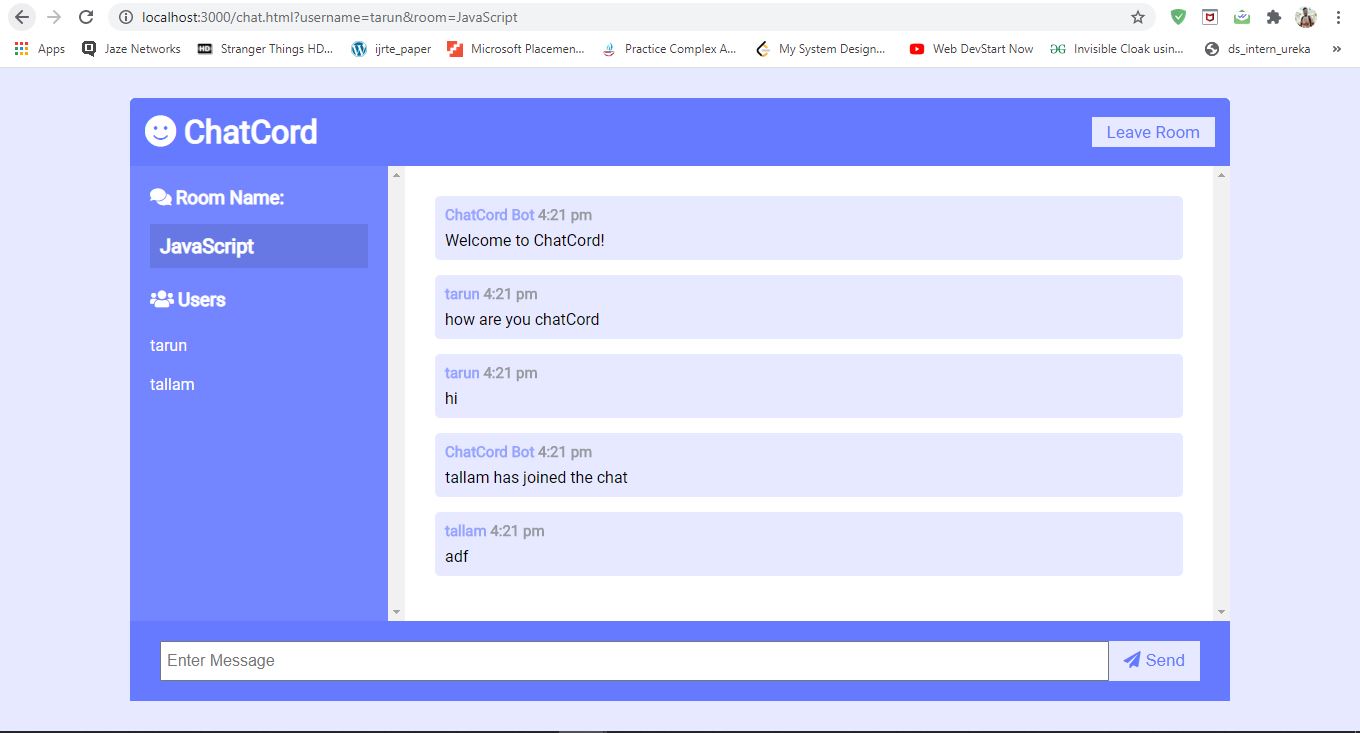 localhost:3000/chat.html?username=tarun&room=JavaScript
Apps Jaze Networks HD Stranger Things HD... ijrte_paper Microsoft Placemen... Practice Complex A... My System Design... Web DevStart Now Invisible Cloak usin... ds_intern_ureka »
ChatCord
Leave Room
Room Name:
JavaScript
Users
tarun
tallam
ChatCord Bot 4:21 pm
Welcome to ChatCord!
tarun 4:21 pm
how are you chatCord
tarun 4:21 pm
hi
ChatCord Bot 4:21 pm
tallam has joined the chat
tallam 4:21 pm
adf
Enter Message
Send